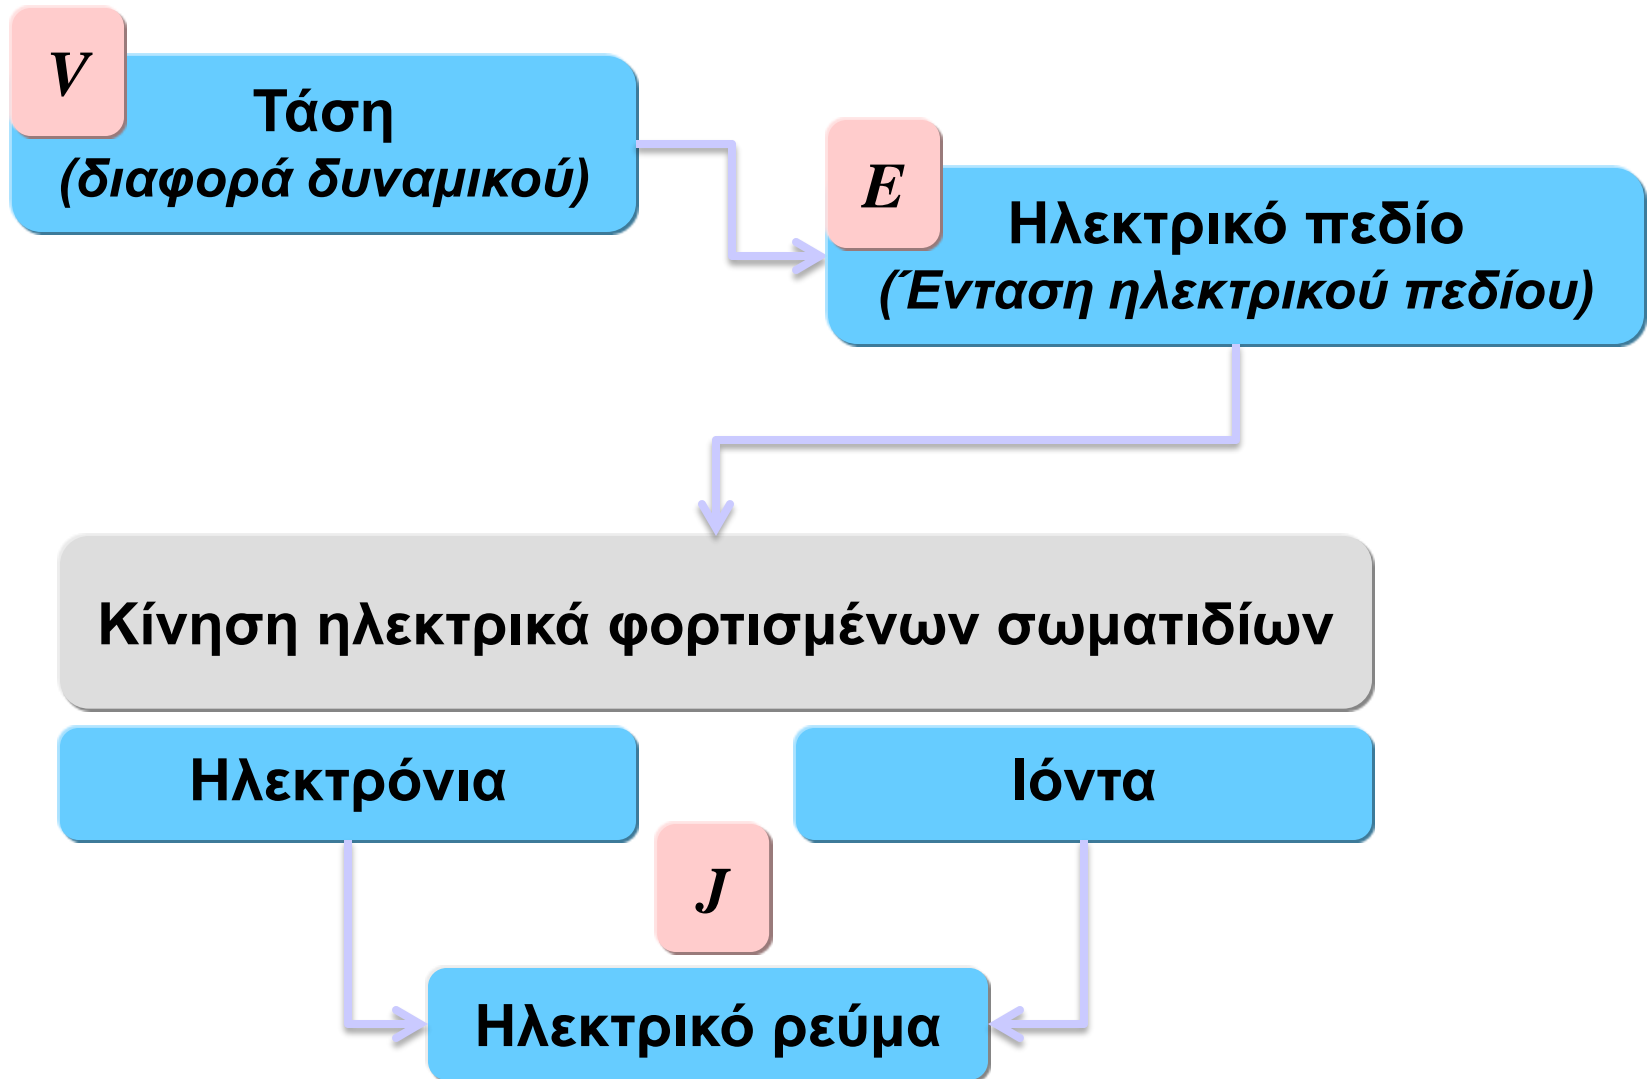 V
Τάση
(διαφορά δυναμικού)
E
Ηλεκτρικό πεδίο
(Ένταση ηλεκτρικού πεδίου)
Κίνηση ηλεκτρικά φορτισμένων σωματιδίων
Ηλεκτρόνια
Ιόντα
J
Ηλεκτρικό ρεύμα